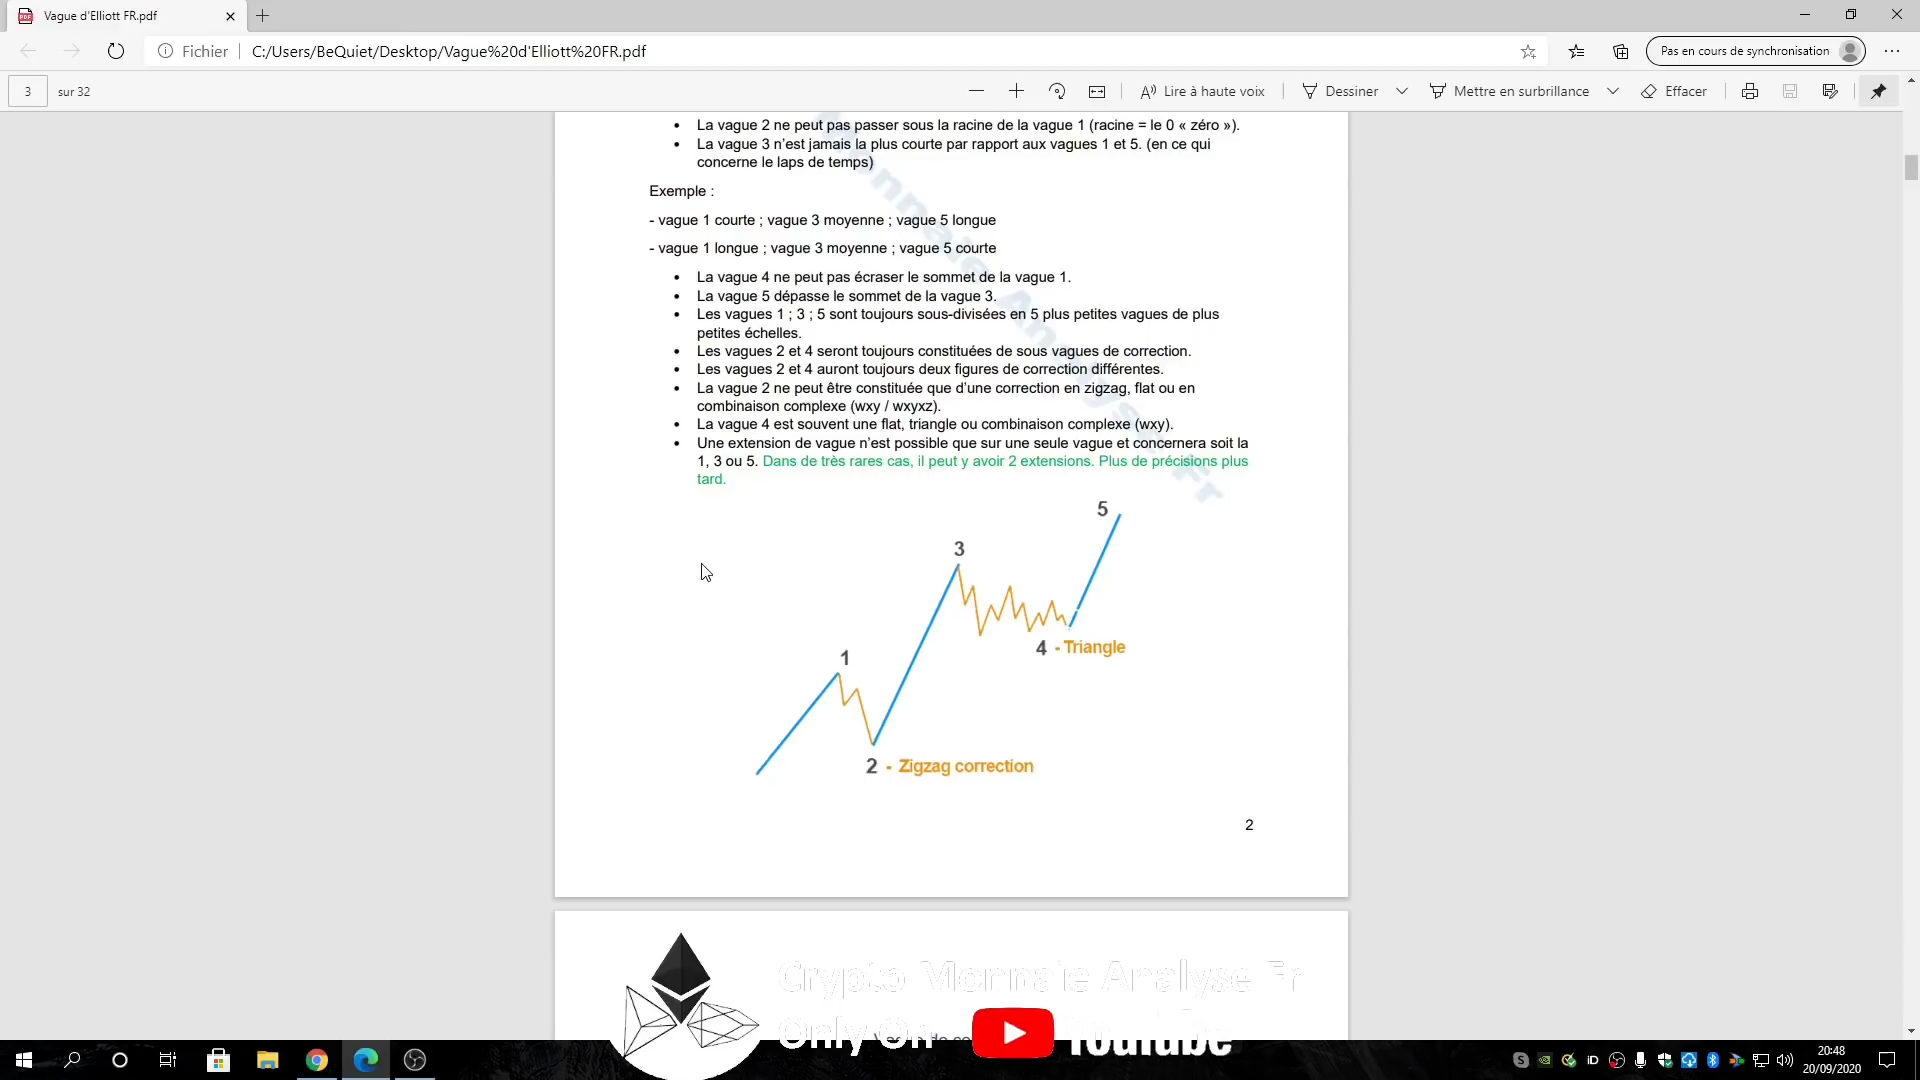 Vague d'Elliott FR.pdf
Fichier
C:/Users/BeQuiet/Desktop/Vague%20d'Elliott%20FR.pdf
Pas en cours de synchronisation
3
sur 32
Lire à haute voix
Dessiner
Mettre en surbrillance
Effacer
• La vague 2 ne peut pas passer sous la racine de la vague 1 (racine = le 0 « zéro »).
• La vague 3 n'est jamais la plus courte par rapport aux vagues 1 et 5. (en ce qui
concerne le laps de temps)
Exemple :
- vague 1 courte ; vague 3 moyenne ; vague 5 longue
- vague 1 longue ; vague 3 moyenne ; vague 5 courte
• La vague 4 ne peut pas écraser le sommet de la vague 1.
• La vague 5 dépasse le sommet de la vague 3.
• Les vagues 1 ; 3 ; 5 sont toujours sous-divisées en 5 plus petites vagues de plus
petites échelles.
• Les vagues 2 et 4 seront toujours constituées de sous vagues de correction.
• Les vagues 2 et 4 auront toujours deux figures de correction différentes.
• La vague 2 ne peut être constituée que d'une correction en zigzag, flat ou en
combinaison complexe (wxy / wxyxz).
• La vague 4 est souvent une flat, triangle ou combinaison complexe (wxy).
• Une extension de vague n'est possible que sur une seule vague et concernera soit la
1, 3 ou 5. Dans de très rares cas, il peut y avoir 2 extensions. Plus de précisions plus
tard.
Monnaie Analyse Fr
5
3
4 - Triangle
1
2 - Zigzag correction
2
Crypto Monnaie Analyse Fr
Only On YouTube
20:48
20/09/2020